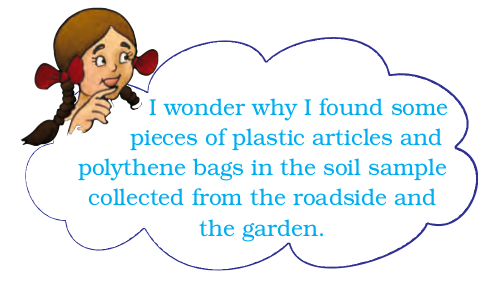 I wonder why I found some
pieces of plastic articles and
polythene bags in the soil sample
collected from the roadside and
the garden.